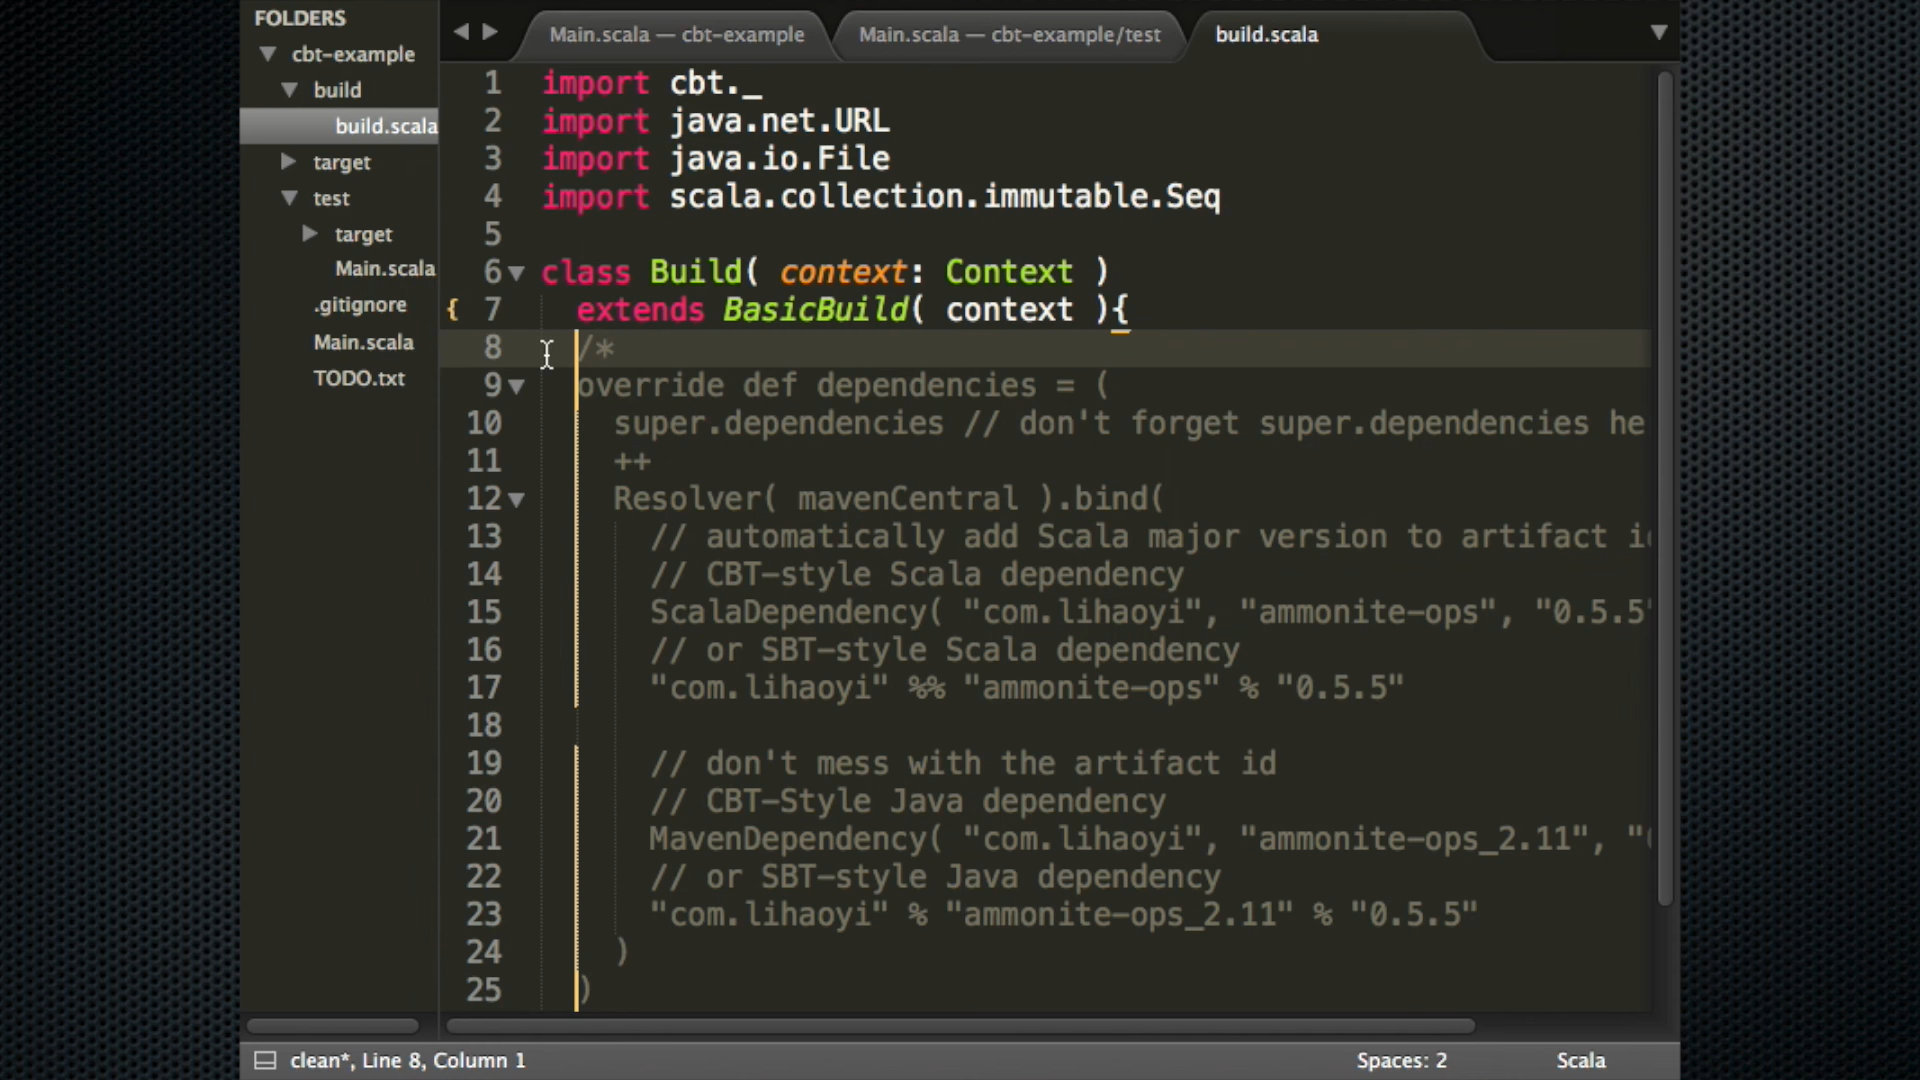 FOLDERS
cbt-example
build
build.scala
target
test
target
Main.scala
.gitignore
Main.scala
TODO.txt
Main.scala — cbt-example
Main.scala — cbt-example/test
build.scala
1 import cbt._
2 import java.net.URL
3 import java.io.File
4 import scala.collection.immutable.Seq
5
6 class Build( context: Context )
{ 7 extends BasicBuild( context ){
8 /*
9 override def dependencies = (
10 super.dependencies // don't forget super.dependencies he
11 ++
12 Resolver( mavenCentral ).bind(
13 // automatically add Scala major version to artifact i
14 // CBT-style Scala dependency
15 ScalaDependency( "com.lihaoyi", "ammonite-ops", "0.5.5
16 // or SBT-style Scala dependency
17 "com.lihaoyi" %% "ammonite-ops" % "0.5.5"
18
19 // don't mess with the artifact id
20 // CBT-Style Java dependency
21 MavenDependency( "com.lihaoyi", "ammonite-ops_2.11", "
22 // or SBT-style Java dependency
23 "com.lihaoyi" % "ammonite-ops_2.11" % "0.5.5"
24 )
25 )
clean*, Line 8, Column 1
Spaces: 2
Scala